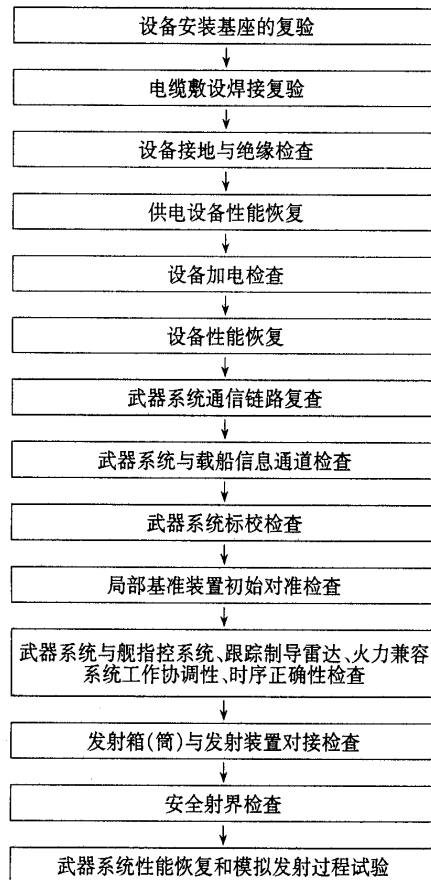 设备安装基座的复验
电缆敷设焊接复验
设备接地与绝缘检查
供电设备性能恢复
设备加电检查
设备性能恢复
武器系统通信链路复查
武器系统与载船信息通道检查
武器系统标校检查
局部基准装置初始对准检查
武器系统与舰指控系统、跟踪制导雷达、火力兼容
系统工作协调性、时序正确性检查
发射箱(筒)与发射装置对接检查
安全射界检查
武器系统性能恢复和模拟发射过程试验